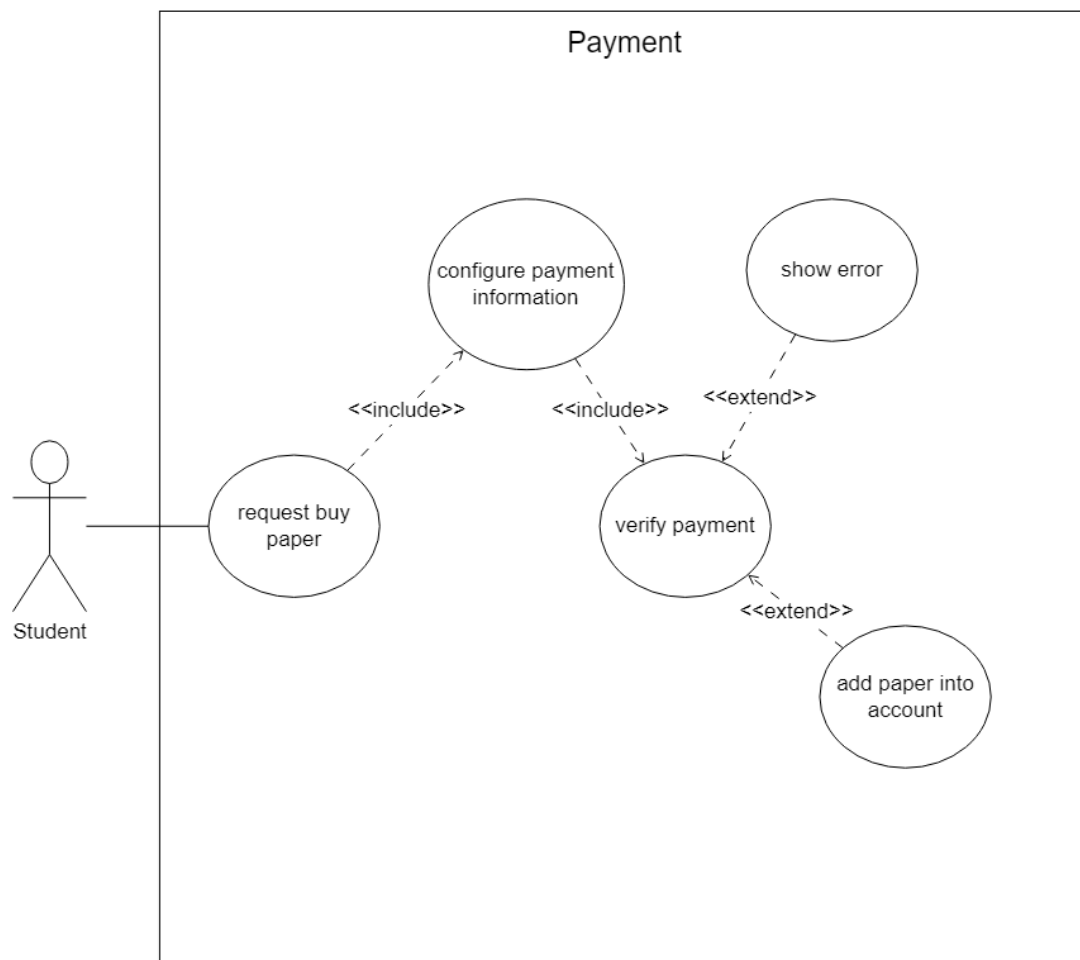 Payment
configure payment
information
show error
<<include>>
<<include>>
<<extend>>
request buy
paper
verify payment
<<extend>>
Student
add paper into
account